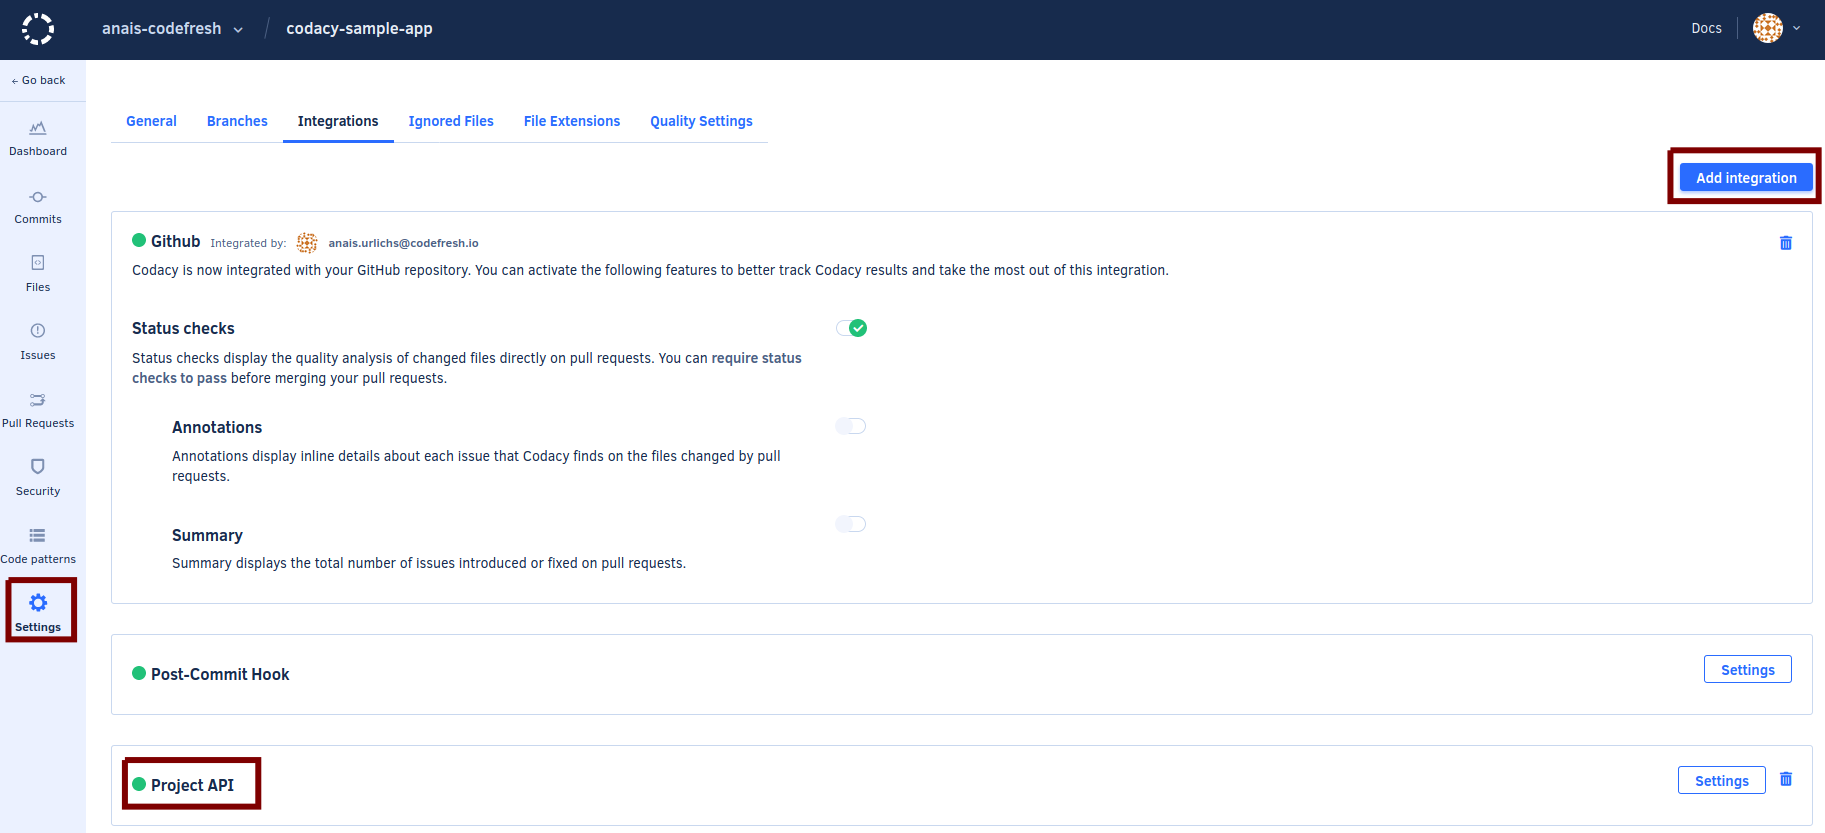 anais-codefresh / codacy-sample-app
Docs
← Go back
Dashboard
Commits
Files
Issues
Pull Requests
Security
Code patterns
Settings
General Branches Integrations Ignored Files File Extensions Quality Settings
Add integration
Github Integrated by: anais.urlichs@codefresh.io
Codacy is now integrated with your GitHub repository. You can activate the following features to better track Codacy results and take the most out of this integration.
Status checks
Status checks display the quality analysis of changed files directly on pull requests. You can require status
checks to pass before merging your pull requests.
Annotations
Annotations display inline details about each issue that Codacy finds on the files changed by pull
requests.
Summary
Summary displays the total number of issues introduced or fixed on pull requests.
Post-Commit Hook
Settings
Project API
Settings